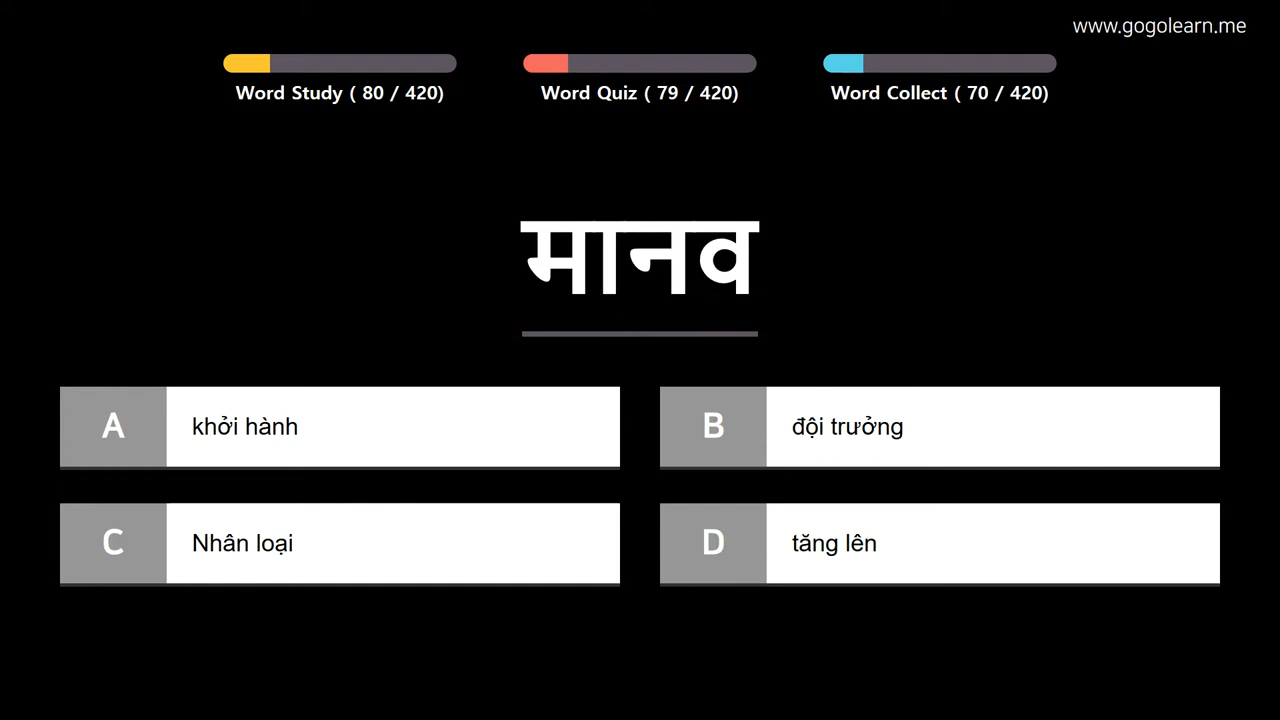 www.gogolearn.me
Word Study ( 80 / 420)
Word Quiz ( 79 / 420)
Word Collect ( 70 / 420)
मानव
A khởi hành
B đội trưởng
C Nhân loại
D tăng lên